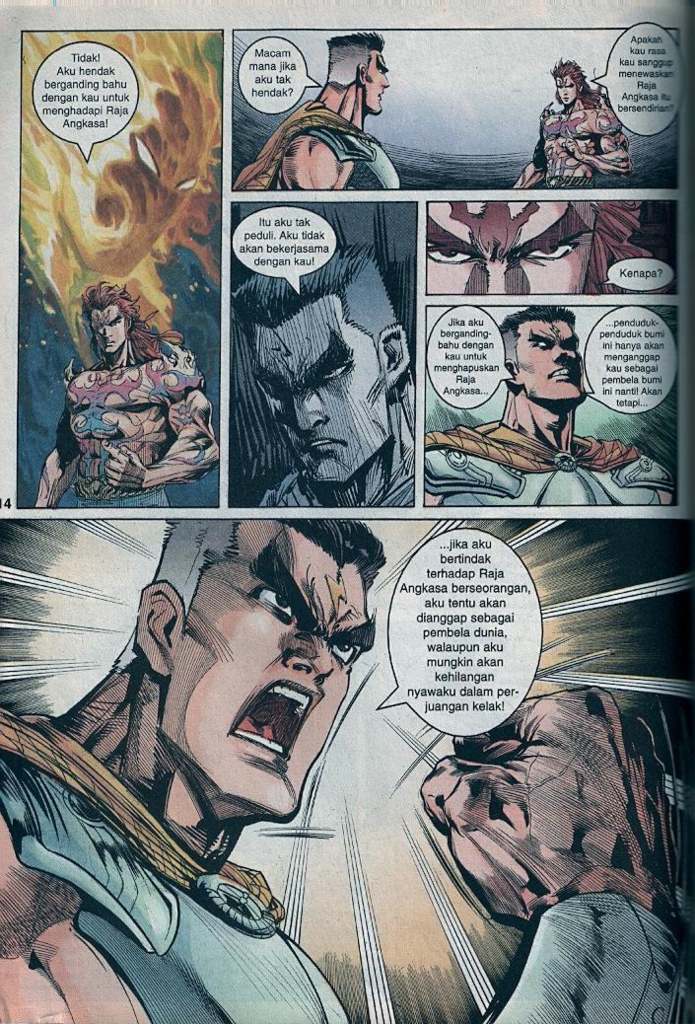 Tidak!
Aku hendak
berganding bahu
dengan kau untuk
menghadapi Raja
Angkasa!
Macam
mana jika
aku tak
hendak?
Apakah
kau rasa
kau sanggup
menewaskan
Raja
Angkasa itu
bersendirian?
Itu aku tak
peduli. Aku tidak
akan bekerjasama
dengan kau!
Kenapa?
Jika aku
berganding-
bahu dengan
kau untuk
menghapuskan
Raja
Angkasa...
...penduduk-
penduduk bumi
ini hanya akan
menganggap
kau sebagai
pembela bumi
ini nanti! Akan
tetapi...
14
...jika aku
bertindak
terhadap Raja
Angkasa berseorangan,
aku tentu akan
dianggap sebagai
pembela dunia,
walaupun aku
mungkin akan
kehilangan
nyawaku dalam per-
juangan kelak!